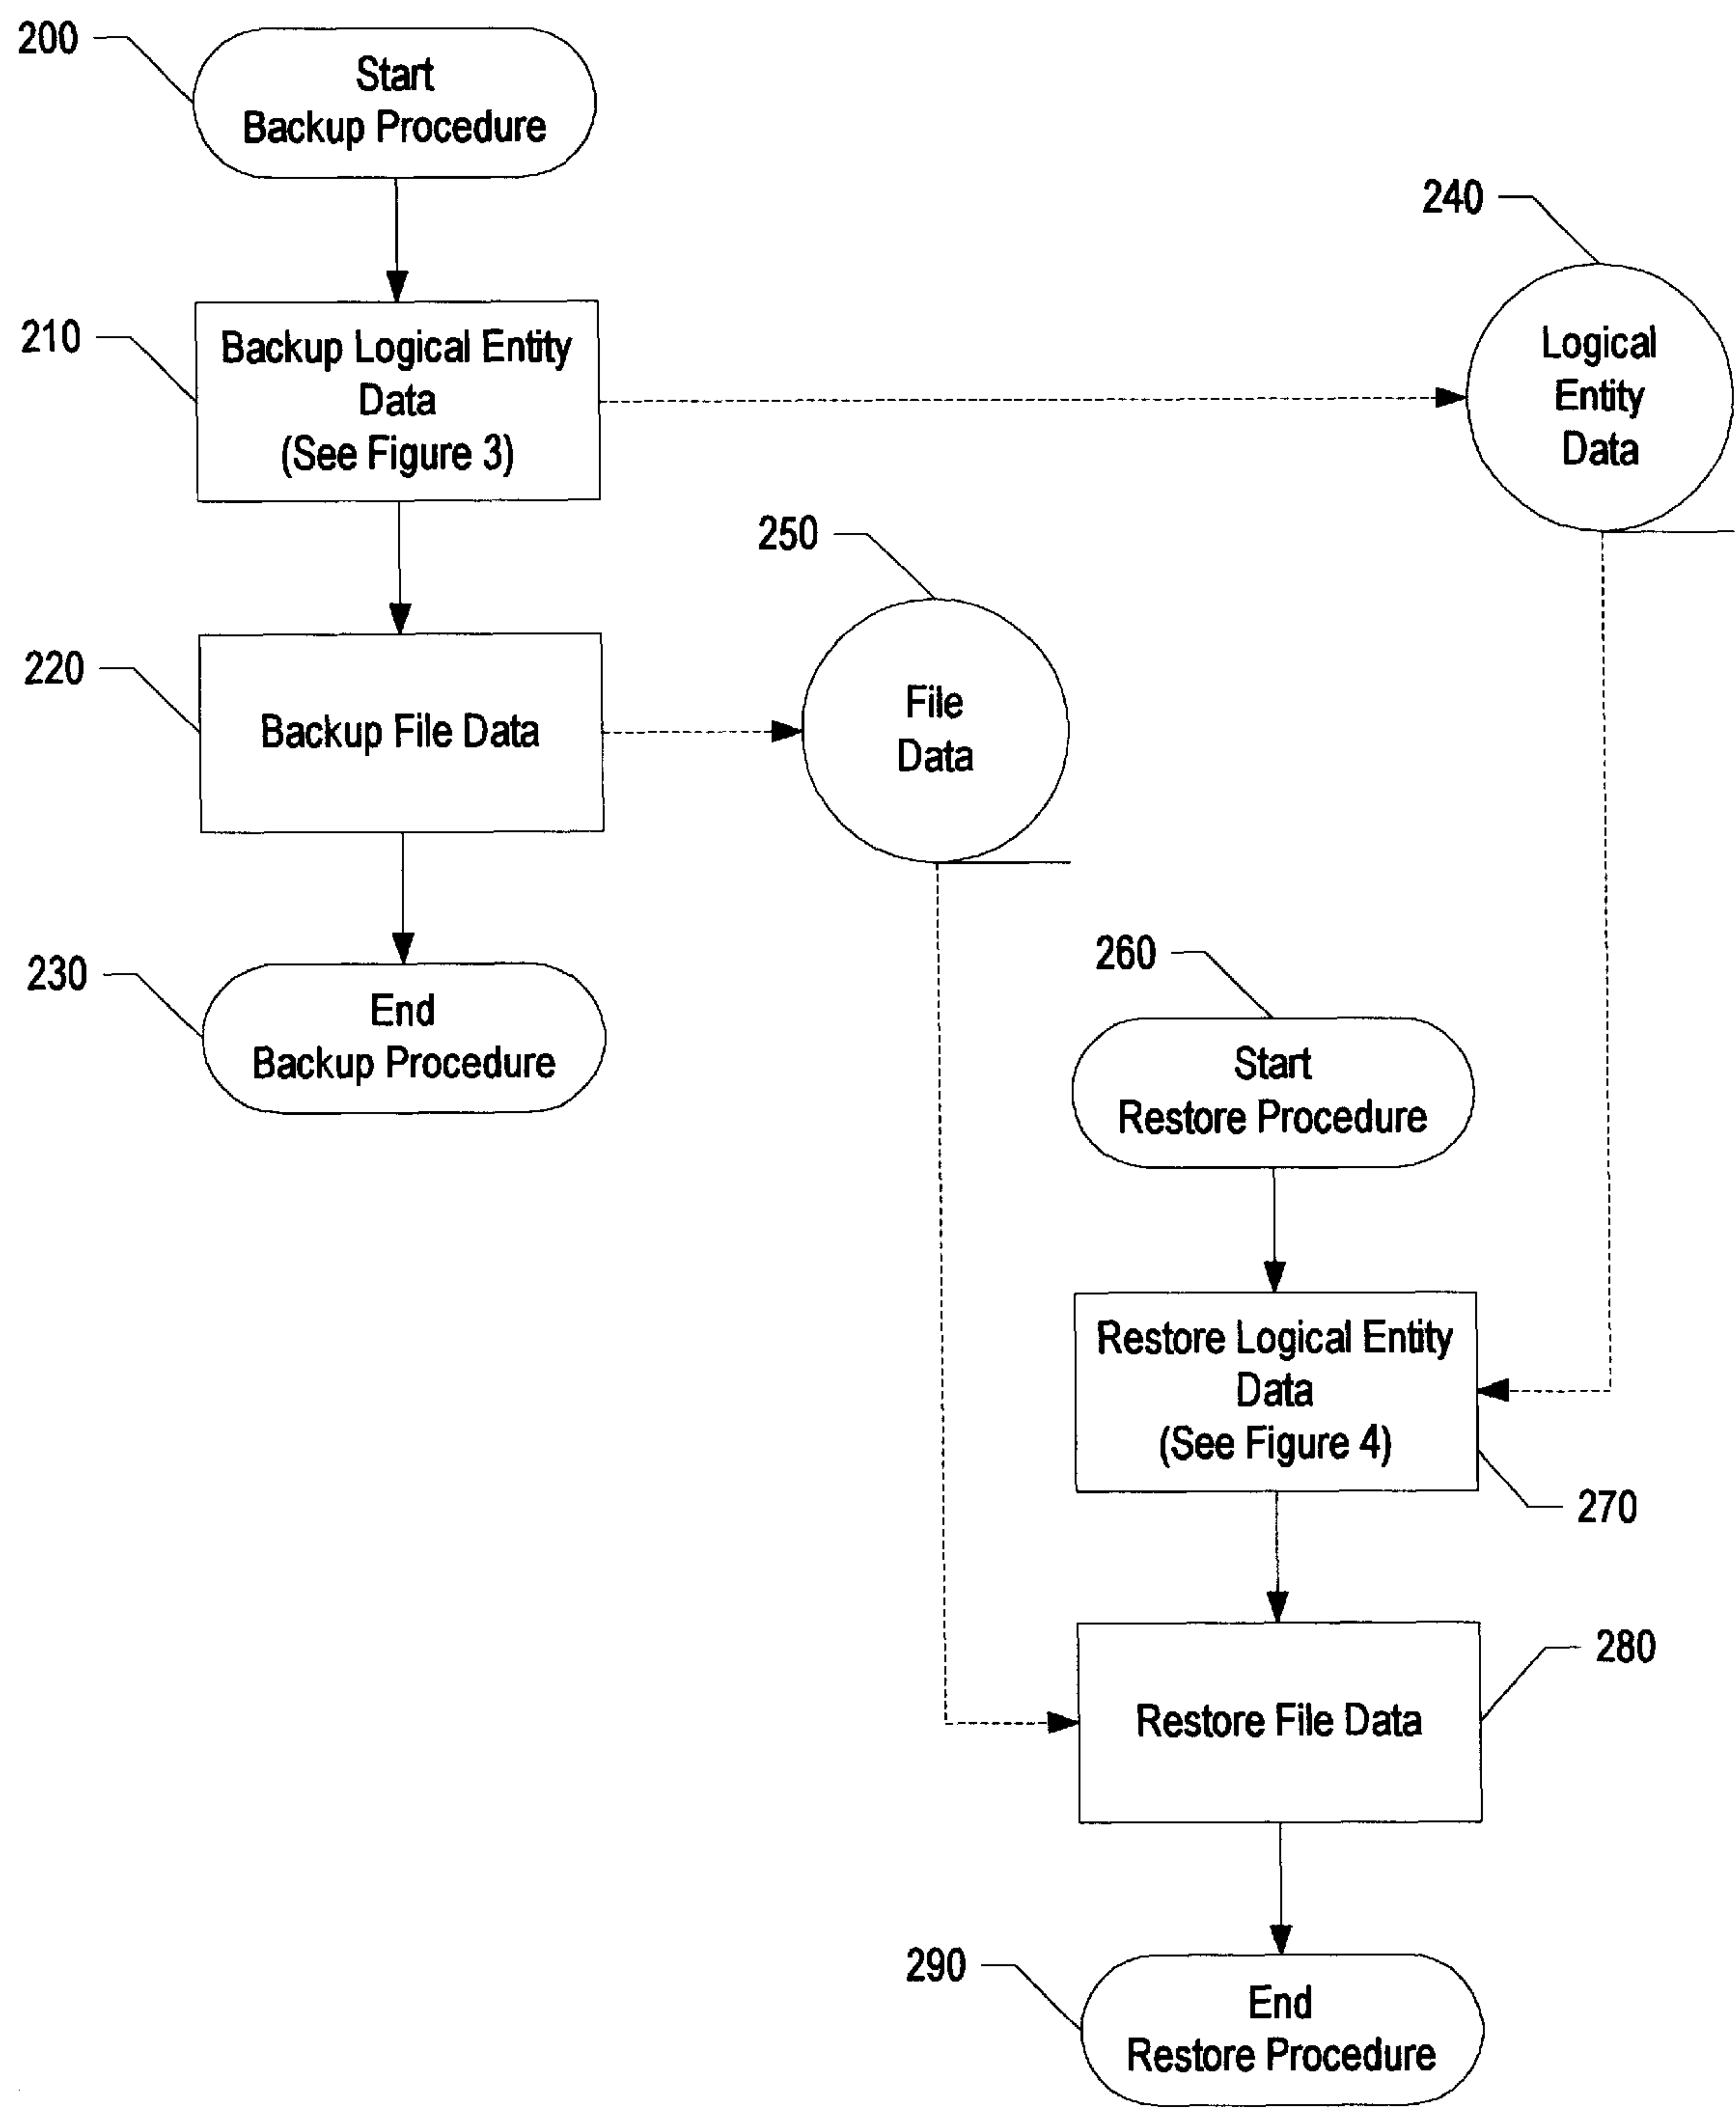 200
Start
Backup Procedure
240
210
Backup Logical Entity
Data
(See Figure 3)
Logical
Entity
Data
250
220
Backup File Data
File
Data
230
End
Backup Procedure
260
Start
Restore Procedure
Restore Logical Entity
Data
(See Figure 4)
270
280
Restore File Data
290
End
Restore Procedure